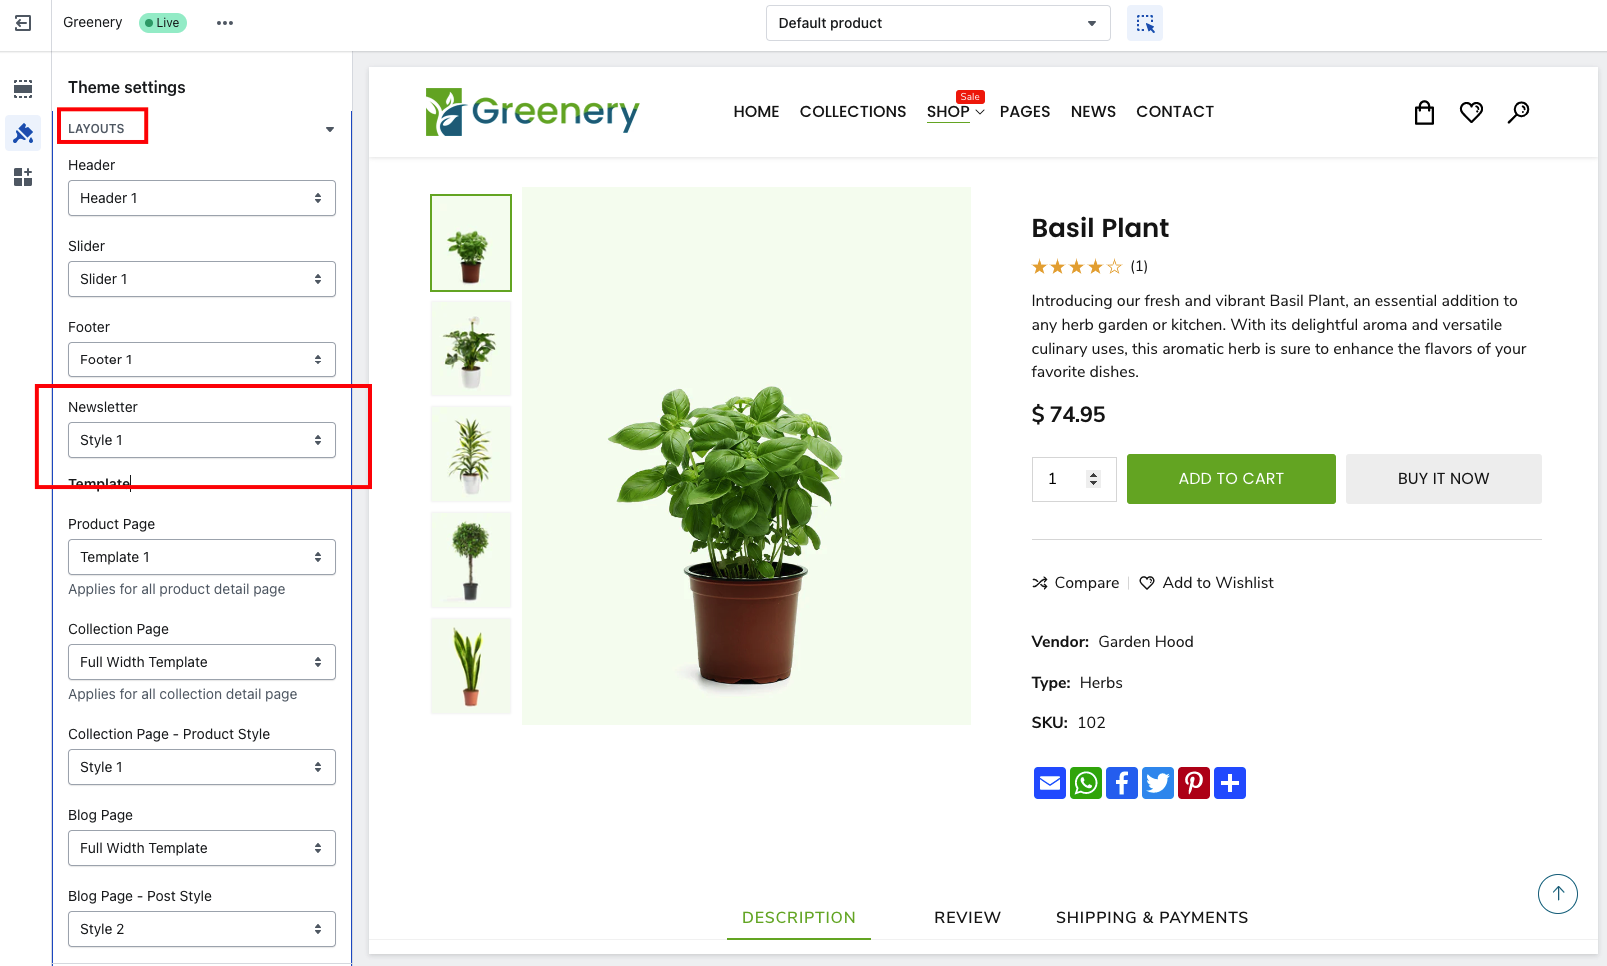 Greenery
Live
Default product
Theme settings
LAYOUTS
Header
Header 1
Slider
Slider 1
Footer
Footer 1
Newsletter
Style 1
Template
Product Page
Template 1
Applies for all product detail page
Collection Page
Full Width Template
Applies for all collection detail page
Collection Page - Product Style
Style 1
Blog Page
Full Width Template
Blog Page - Post Style
Style 2
Greenery
HOME COLLECTIONS SHOP PAGES NEWS CONTACT
Sale
Basil Plant
(1)
Introducing our fresh and vibrant Basil Plant, an essential addition to
any herb garden or kitchen. With its delightful aroma and versatile
culinary uses, this aromatic herb is sure to enhance the flavors of your
favorite dishes.
$ 74.95
1 ADD TO CART BUY IT NOW
Compare Add to Wishlist
Vendor: Garden Hood
Type: Herbs
SKU: 102
DESCRIPTION REVIEW SHIPPING & PAYMENTS